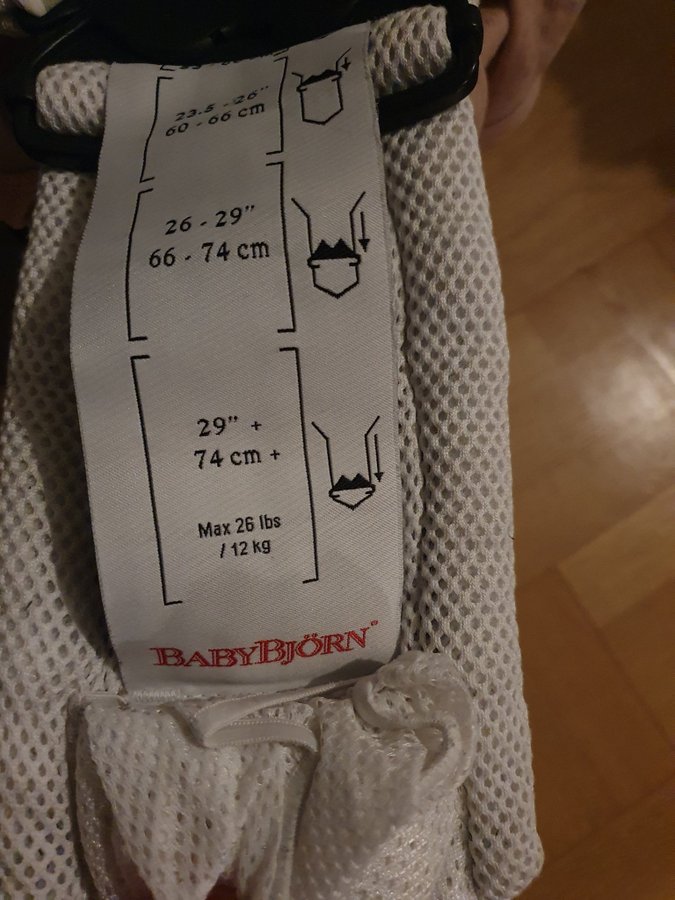 23.5 - 26"
60 - 66 cm
26 - 29"
66 - 74 cm
29" +
74 cm +
Max 26 lbs
/ 12 kg
BABYBJÖRN®